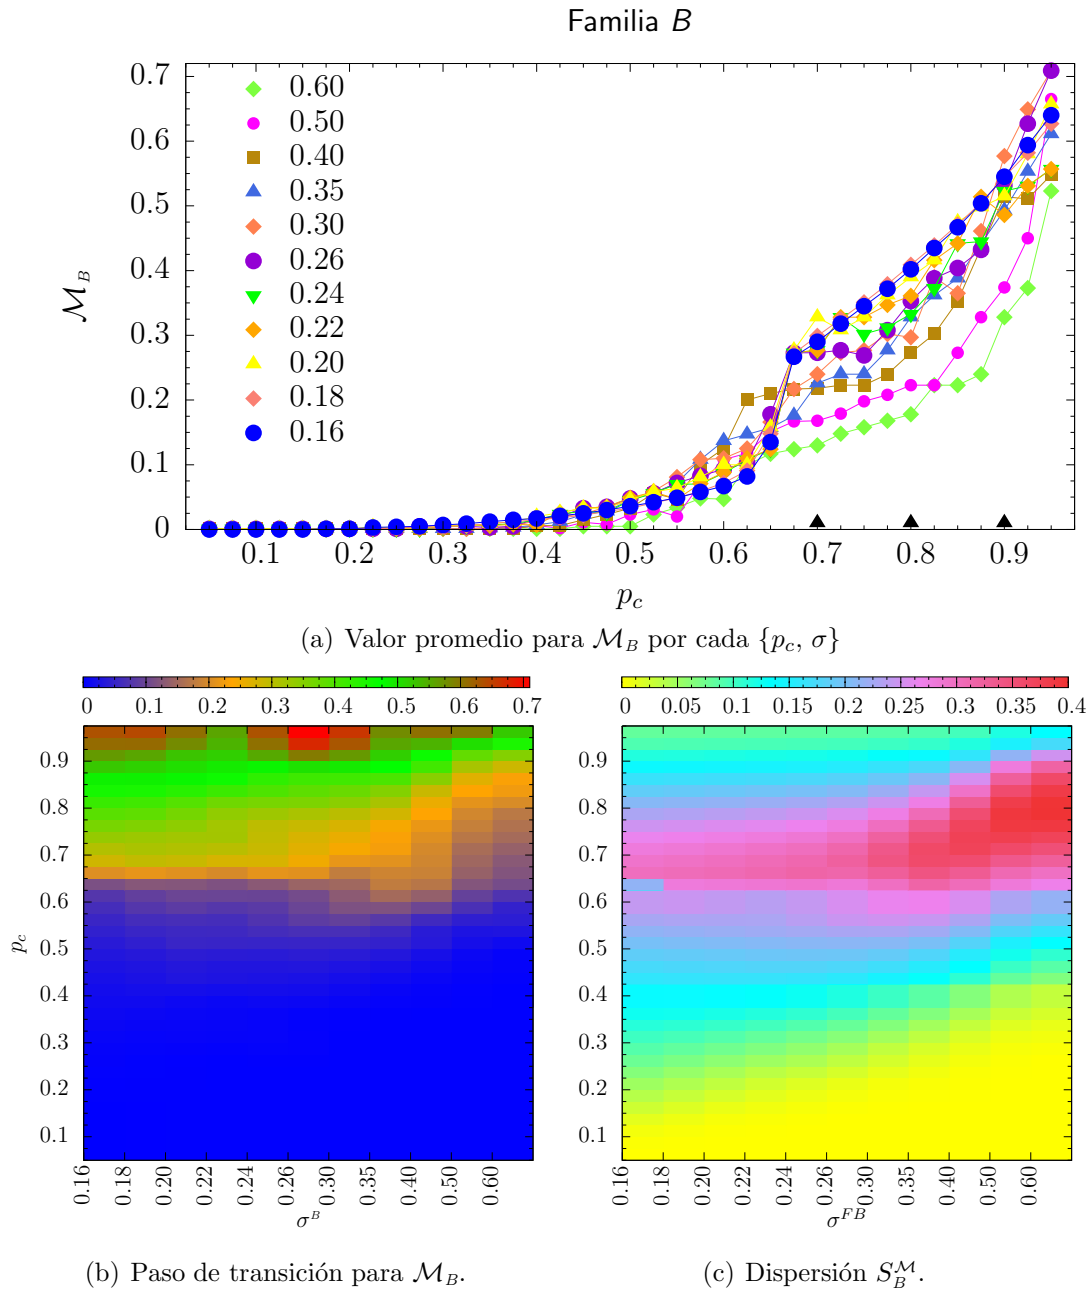 Familia B
0.7
0.6
0.5
0.4
0.3
0.2
0.1
0
ℳ_B
0.60
0.50
0.40
0.35
0.30
0.26
0.24
0.22
0.20
0.18
0.16
0.1 0.2 0.3 0.4 0.5 0.6 0.7 0.8 0.9
p_c
(a) Valor promedio para ℳ_B por cada {p_c, σ}
0 0.1 0.2 0.3 0.4 0.5 0.6 0.7
0.9
0.8
0.7
0.6
0.5
0.4
0.3
0.2
0.1
p_c
0.16 0.18 0.20 0.22 0.24 0.26 0.30 0.35 0.40 0.50 0.60
σ^B
(b) Paso de transición para ℳ_B.
0 0.05 0.1 0.15 0.2 0.25 0.3 0.35 0.4
0.9
0.8
0.7
0.6
0.5
0.4
0.3
0.2
0.1
0.16 0.18 0.20 0.22 0.24 0.26 0.30 0.35 0.40 0.50 0.60
σ^{FB}
(c) Dispersión S_B^ℳ.